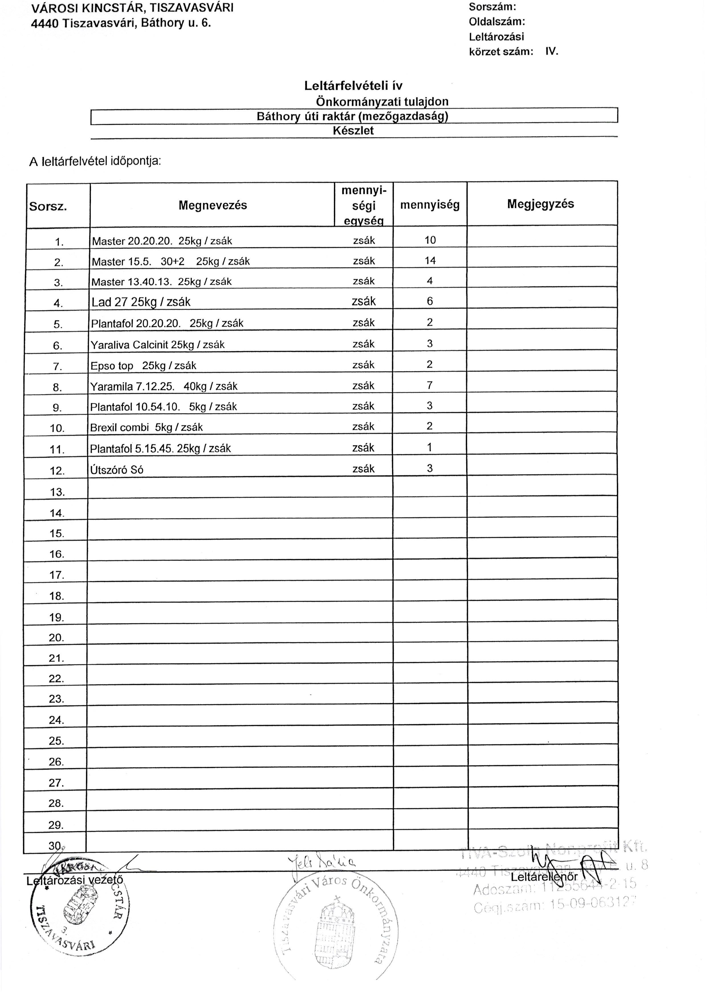 VÁROSI KINCSTÁR, TISZAVASVÁRI
4440 Tiszavasvári, Báthory u. 6.
Sorszám:
Oldalszám:
Leltározási
körzet szám: IV.
Leltárfelvételi ív
Önkormányzati tulajdon
Báthory úti raktár (mezőgazdaság)
Készlet
A leltárfelvétel időpontja:
Sorsz. Megnevezés mennyi- ségi egység mennyiség Megjegyzés
1. Master 20.20.20. 25kg / zsák zsák 10
2. Master 15.5. 30+2 25kg / zsák zsák 14
3. Master 13.40.13. 25kg / zsák zsák 4
4. Lad 27 25kg / zsák zsák 6
5. Plantafol 20.20.20. 25kg / zsák zsák 2
6. Yaraliva Calcinit 25kg / zsák zsák 3
7. Epso top 25kg / zsák zsák 2
8. Yaramila 7.12.25. 40kg / zsák zsák 7
9. Plantafol 10.54.10. 5kg / zsák zsák 3
10. Brexil combi 5kg / zsák zsák 2
11. Plantafol 5.15.45. 25kg / zsák zsák 1
12. Útszóró Só zsák 3
13.
14.
15.
16.
17.
18.
19.
20.
21.
22.
23.
24.
25.
26.
27.
28.
29.
30.
TIVA-Szolg Nonprofit Kft.
4440 u. 8
Leltározási vezető
Leltárellenőr
Adószám: 11255644-2-15
Cégj.szám: 15-09-063127
TISZAVASVÁRI
3.
Tiszavasvári Város Önkormányzata